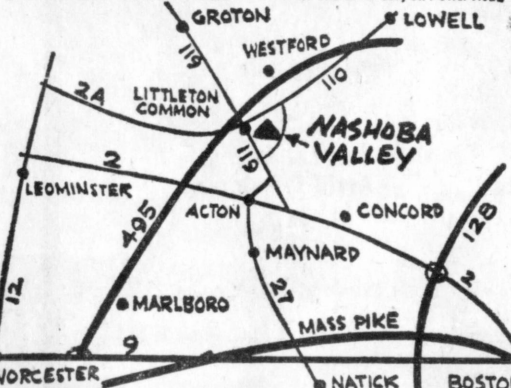 GROTON
LOWELL
119
WESTFORD
110
2A
LITTLETON
COMMON
NASHOBA
VALLEY
119
2
LEOMINSTER
ACTON
CONCORD
128
495
MAYNARD
2
12
27
MARLBORO
MASS PIKE
9
WORCESTER
NATICK
BOSTON